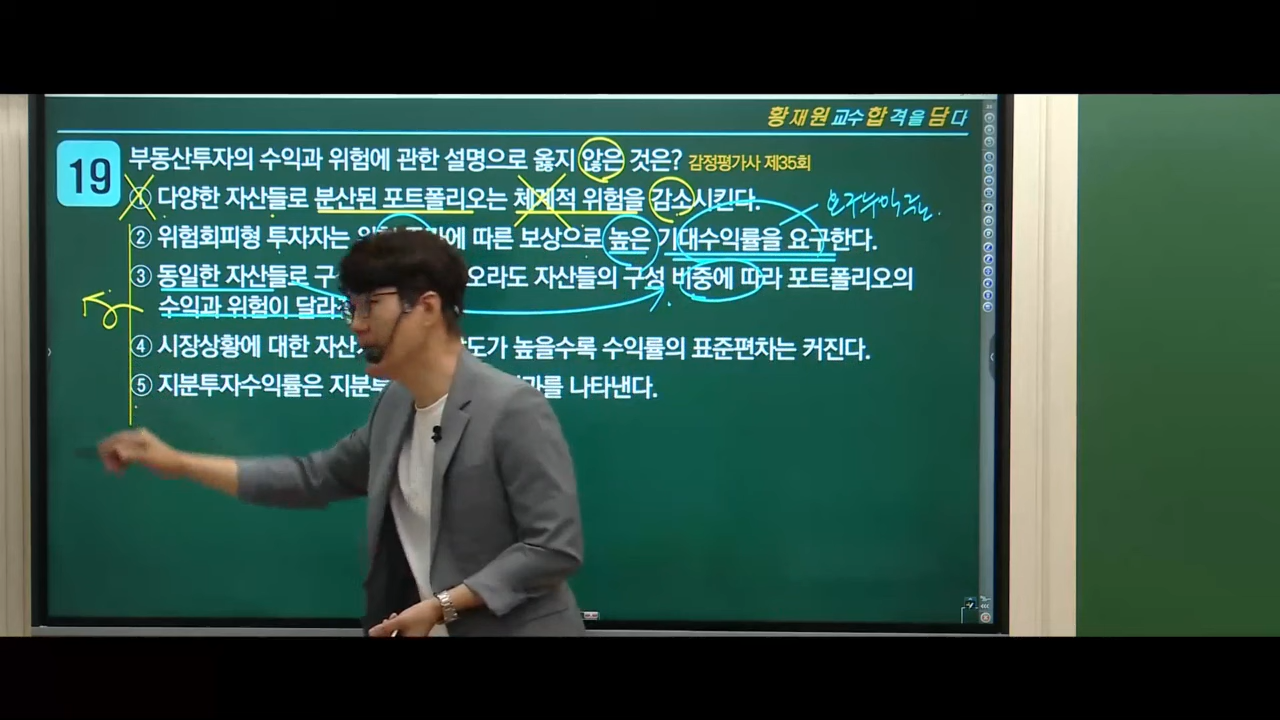 황재원 교수 합격을 담다
19 부동산투자의 수익과 위험에 관한 설명으로 옳지 않은 것은? 감정평가사 제35회
① 다양한 자산들로 분산된 포트폴리오는 체계적 위험을 감소시킨다.
② 위험회피형 투자자는 위험 에 따른 보상으로 높은 기대수익률을 요구한다.
③ 동일한 자산들로 구 오라도 자산들의 구성 비중에 따라 포트폴리오의
수익과 위험이 달라
④ 시장상황에 대한 자산 도가 높을수록 수익률의 표준편차는 커진다.
⑤ 지분투자수익률은 지분 를 나타낸다.